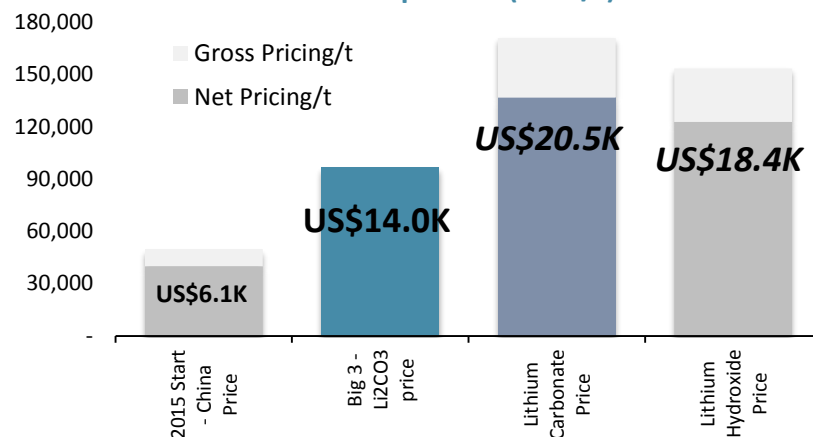 180,000
150,000
120,000
90,000
60,000
30,000
-
Gross Pricing/t
Net Pricing/t
US$6.1K
US$14.0K
US$20.5K
US$18.4K
2015 Start
- China
Price
Big 3 -
Li2CO3
price
Lithium
Carbonate
Price
Lithium
Hydroxide
Price